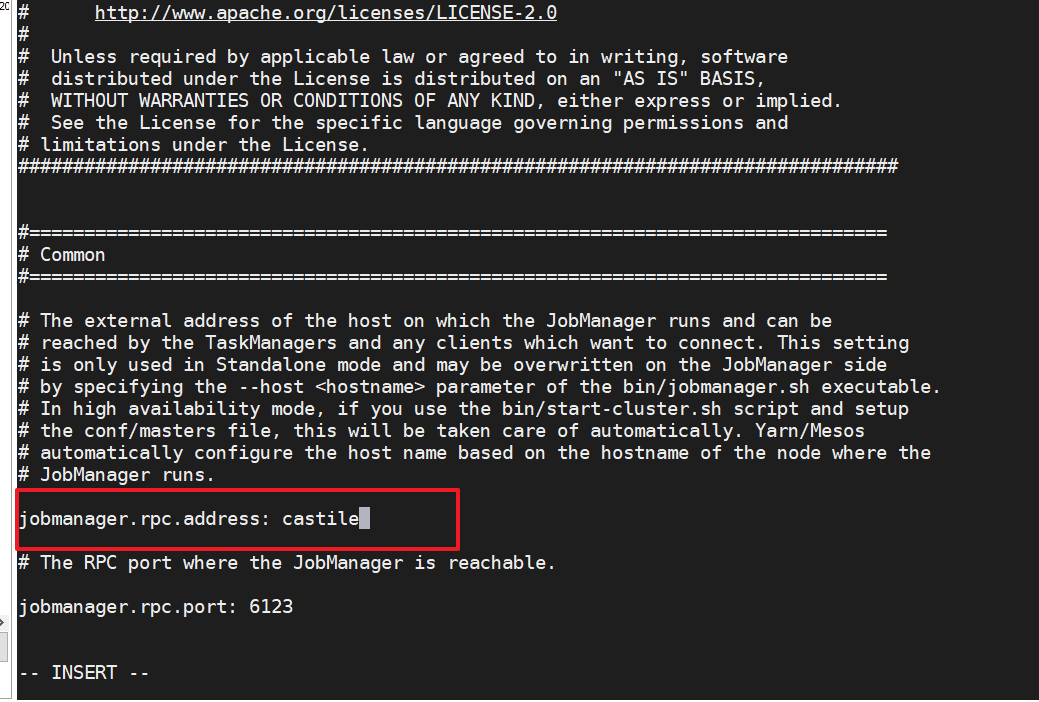 20
#      http://www.apache.org/licenses/LICENSE-2.0
#
#  Unless required by applicable law or agreed to in writing, software
#  distributed under the License is distributed on an "AS IS" BASIS,
#  WITHOUT WARRANTIES OR CONDITIONS OF ANY KIND, either express or implied.
#  See the License for the specific language governing permissions and
# limitations under the License.
################################################################################
#==============================================================================
# Common
#==============================================================================
# The external address of the host on which the JobManager runs and can be
# reached by the TaskManagers and any clients which want to connect. This setting
# is only used in Standalone mode and may be overwritten on the JobManager side
# by specifying the --host <hostname> parameter of the bin/jobmanager.sh executable.
# In high availability mode, if you use the bin/start-cluster.sh script and setup
# the conf/masters file, this will be taken care of automatically. Yarn/Mesos
# automatically configure the host name based on the hostname of the node where the
# JobManager runs.
jobmanager.rpc.address: castile
# The RPC port where the JobManager is reachable.
jobmanager.rpc.port: 6123
-- INSERT --